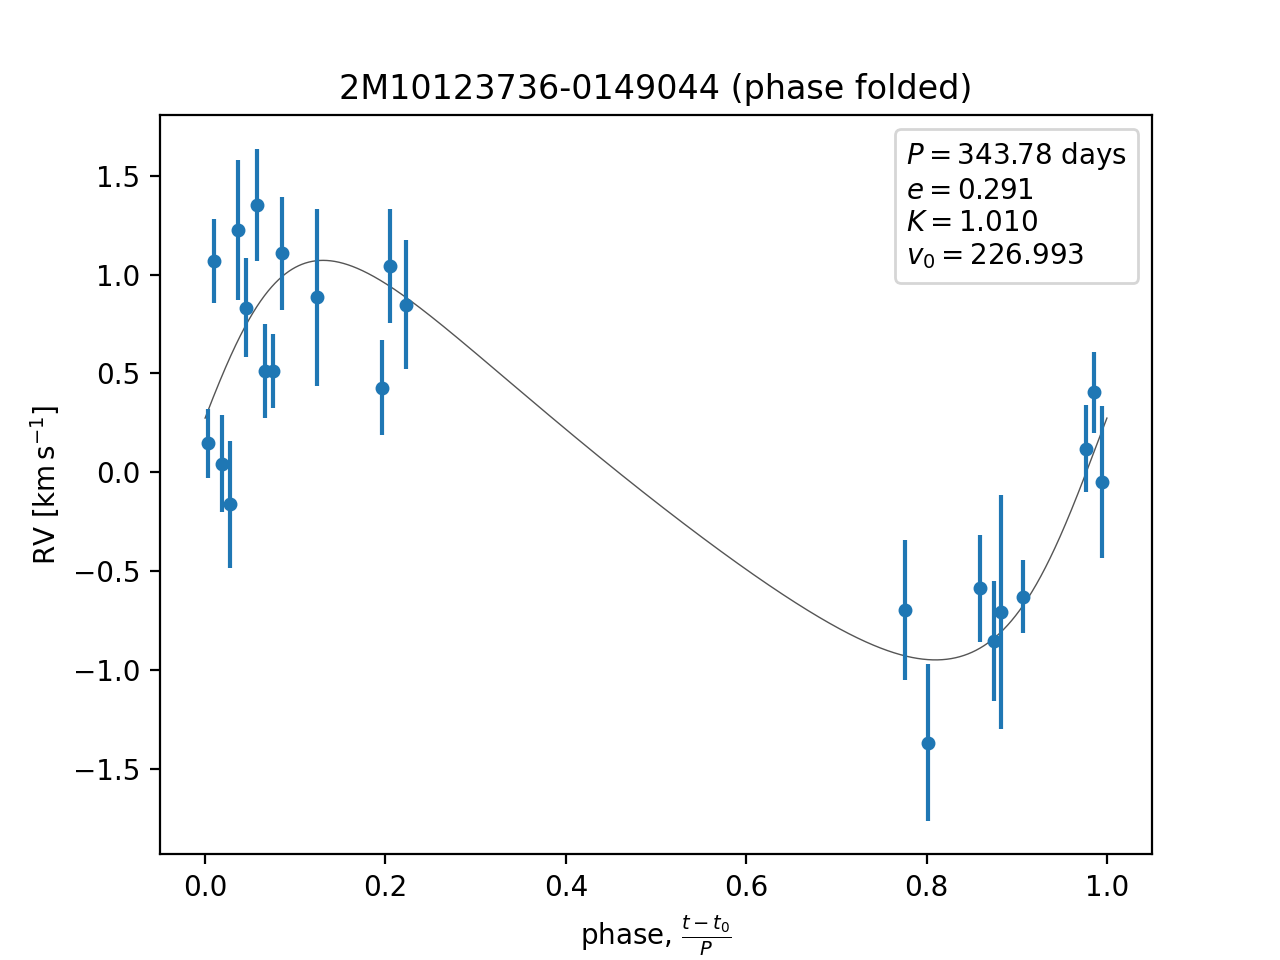 2M10123736-0149044 (phase folded)
P = 343.78 days
e = 0.291
K = 1.010
v₀ = 226.993
RV [km s⁻¹]
1.5
1.0
0.5
0.0
−0.5
−1.0
−1.5
0.0 0.2 0.4 0.6 0.8 1.0
phase, (t − t₀)/P